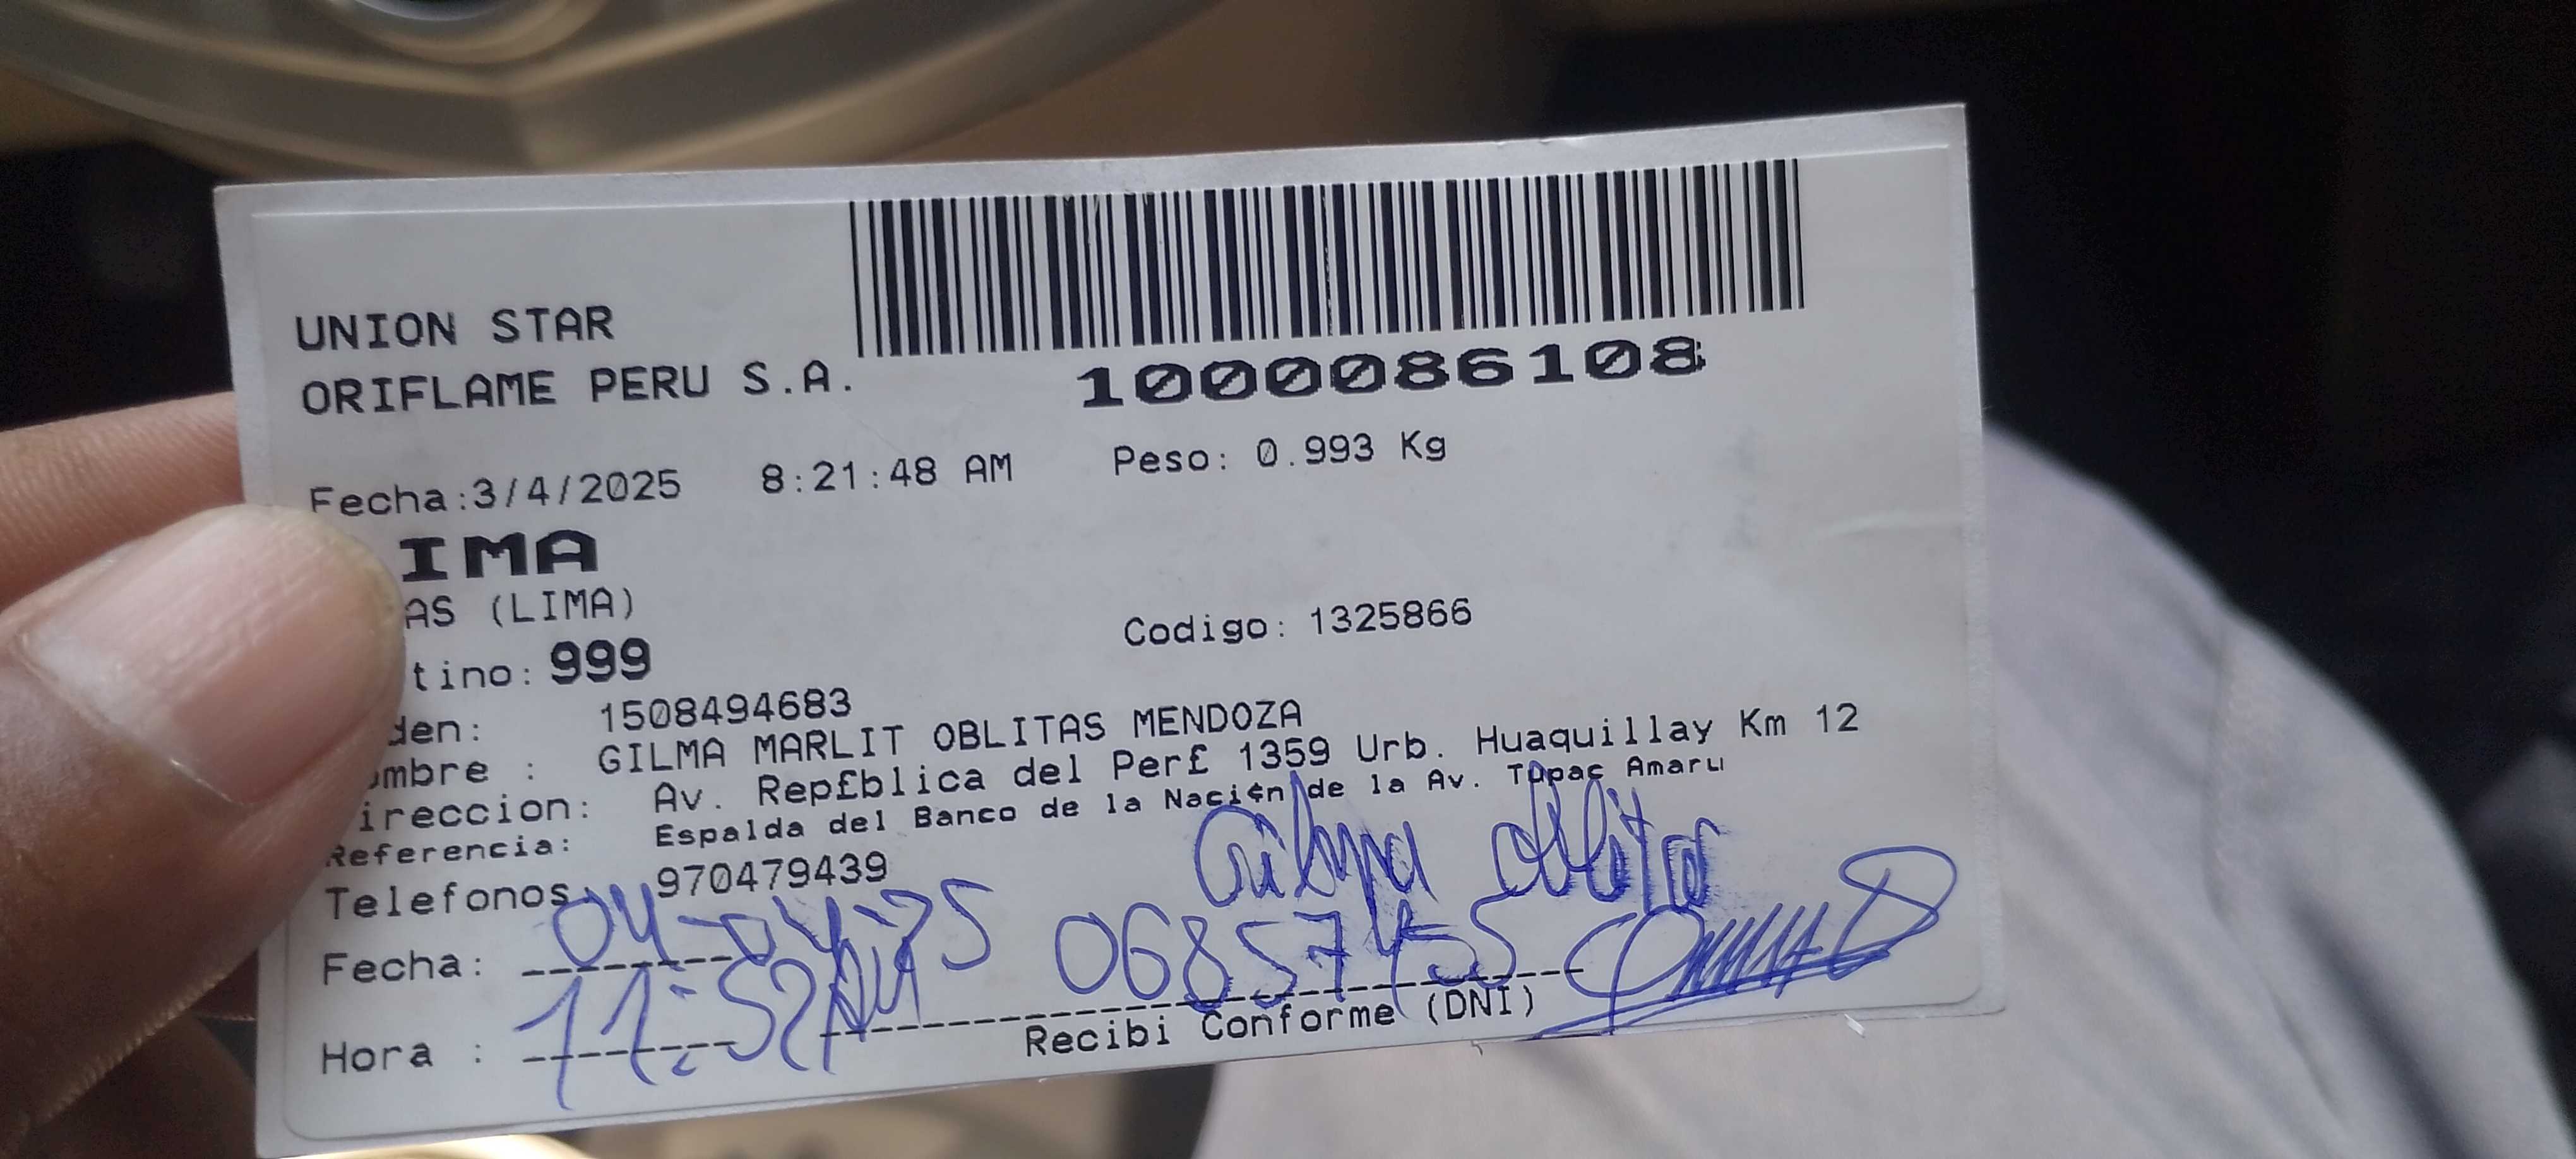 UNION STAR
ORIFLAME PERU S.A.
1000086108
Fecha:3/4/2025 8:21:48 AM Peso: 0.993 Kg
IMA
AS (LIMA)
tino: 999 Codigo: 1325866
den: 1508494683
ombre : GILMA MARLIT OBLITAS MENDOZA
ireccion: Av. Rep£blica del Per£ 1359 Urb. Huaquillay Km 12
Referencia: Espalda del Banco de la Naci¢n de la Av. Tupac Amaru
Telefonos 970479439
Gilma Oblitas
Fecha: 04-04-25 06857455
Hora : 11:52 AM
Recibi Conforme (DNI)